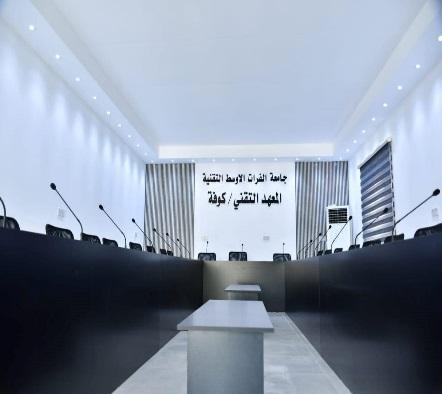 جامعة الفرات الاوسط التقنية
المعهد التقني / كوفة